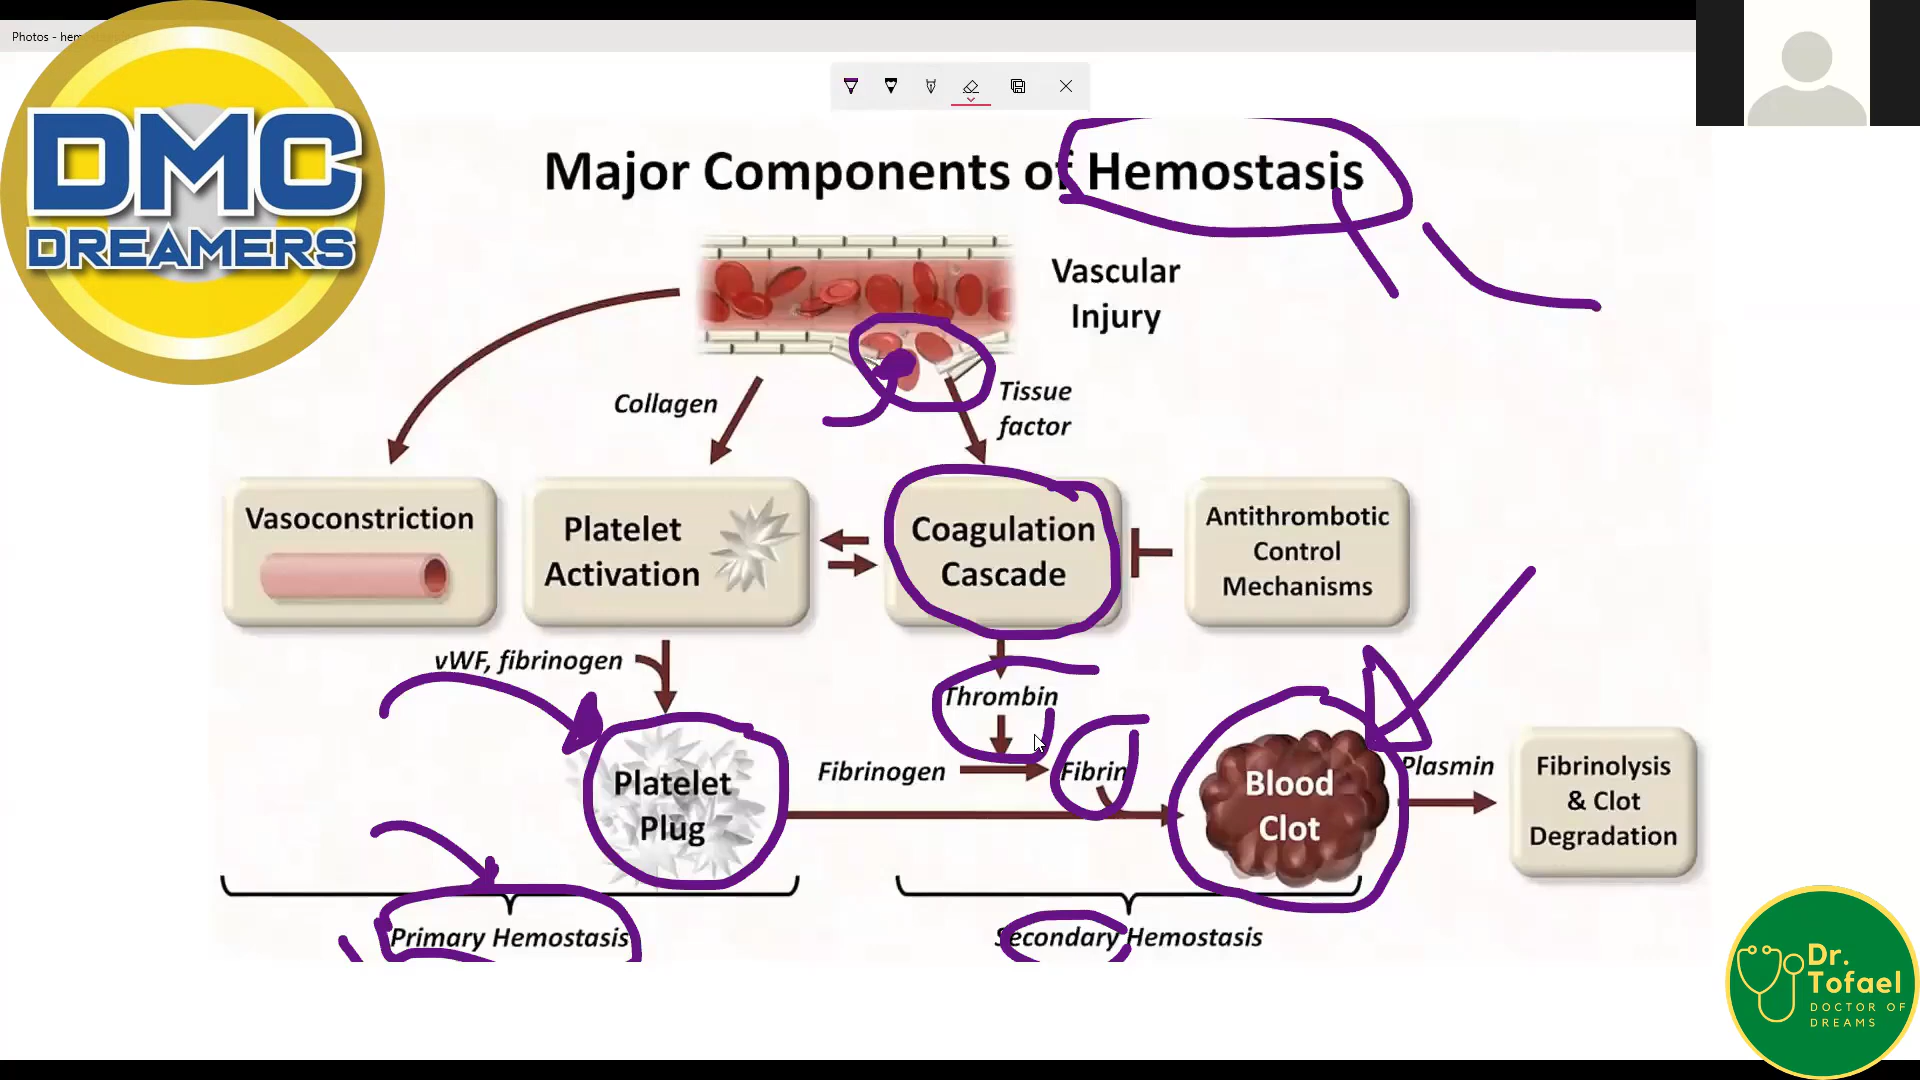 Photos - hem
DMC
DREAMERS
Major Components of Hemostasis
Vascular
Injury
Collagen
Tissue
factor
Vasoconstriction
Platelet
Activation
Coagulation
Cascade
Antithrombotic
Control
Mechanisms
vWF, fibrinogen
Thrombin
Platelet
Plug
Fibrinogen
Fibrin
Blood
Clot
Plasmin
Fibrinolysis
& Clot
Degradation
Primary Hemostasis
Secondary Hemostasis
Dr.
Tofael
DOCTOR OF
DREAMS